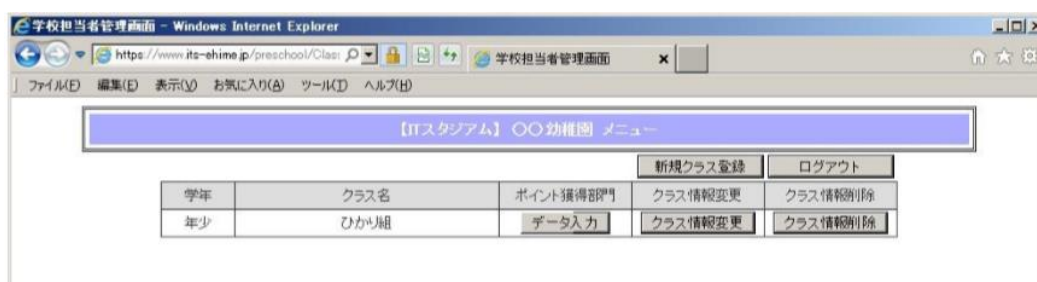 学校担当者管理画面 - Windows Internet Explorer
https://www.its-ehime.jp/preschool/Clas 学校担当者管理画面
ファイル(F) 編集(E) 表示(V) お気に入り(A) ツール(T) ヘルプ(H)
【ITスタジアム】 〇〇幼稚園 メニュー
新規クラス登録 ログアウト
学年 クラス名 ポイント獲得部門 クラス情報変更 クラス情報削除
年少 ひかり組 データ入力 クラス情報変更 クラス情報削除